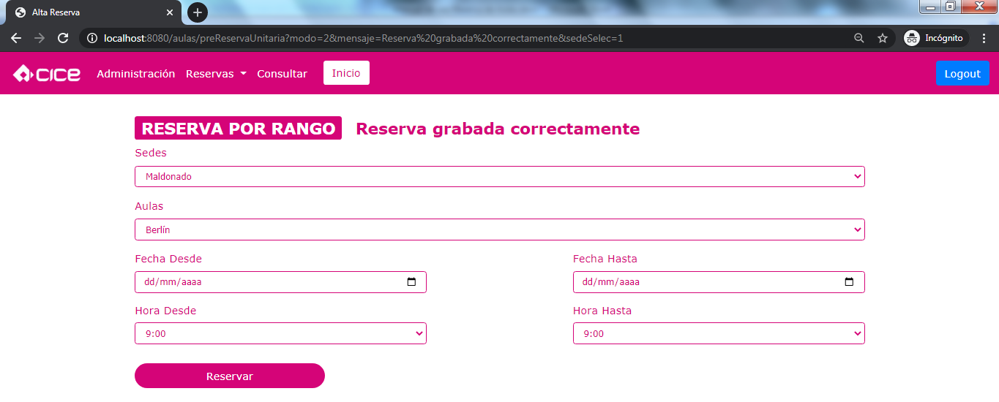 Alta Reserva
localhost:8080/aulas/preReservaUnitaria?modo=2&mensaje=Reserva%20grabada%20correctamente&sedeSelec=1
Incógnito
CICE Administración Reservas Consultar Inicio Logout
RESERVA POR RANGO Reserva grabada correctamente
Sedes
Maldonado
Aulas
Berlín
Fecha Desde Fecha Hasta
dd/mm/aaaa dd/mm/aaaa
Hora Desde Hora Hasta
9:00 9:00
Reservar